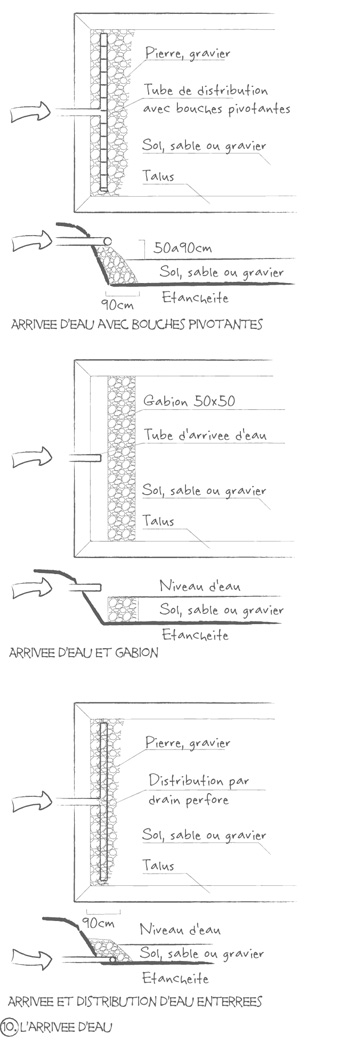 Pierre, gravier
Tube de distribution
avec bouches pivotantes
Sol, sable ou gravier
Talus
50a90cm
Sol, sable ou gravier
90cm
Etancheite
ARRIVEE D'EAU AVEC BOUCHES PIVOTANTES
Gabion 50x50
Tube d'arrivee d'eau
Sol, sable ou gravier
Talus
Niveau d'eau
Sol, sable ou gravier
Etancheite
ARRIVEE D'EAU ET GABION
Pierre, gravier
Distribution par
drain perfore
Sol, sable ou gravier
Talus
90cm
Niveau d'eau
Sol, sable ou gravier
Etancheite
ARRIVEE ET DISTRIBUTION D'EAU ENTERREES
10. L'ARRIVEE D'EAU